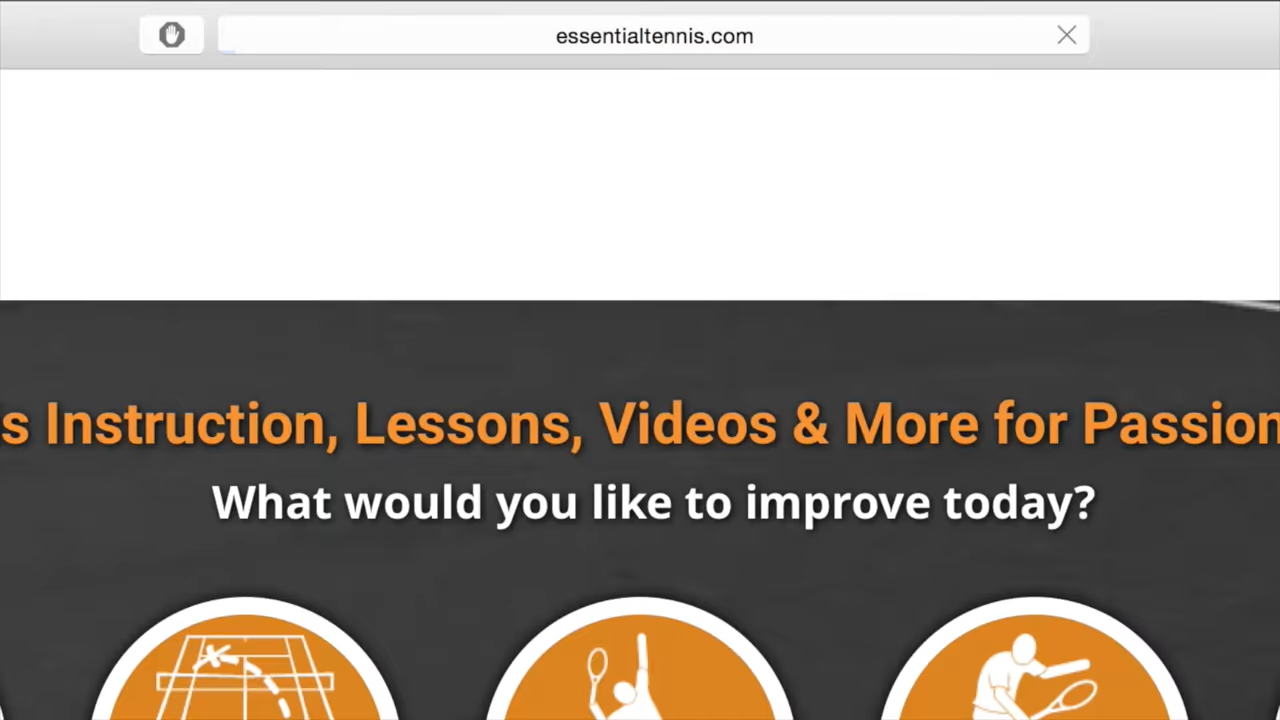 essentialtennis.com
s Instruction, Lessons, Videos & More for Passion
What would you like to improve today?